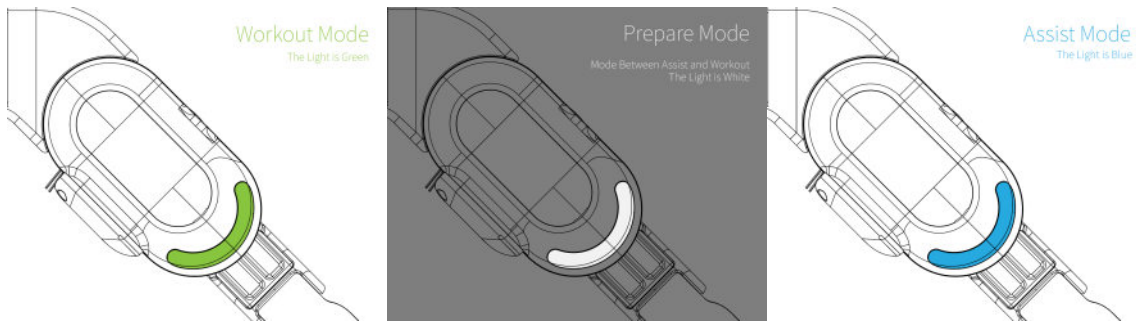 Workout Mode
The Light is Green
Prepare Mode
Mode Between Assist and Workout
The Light is White
Assist Mode
The Light is Blue